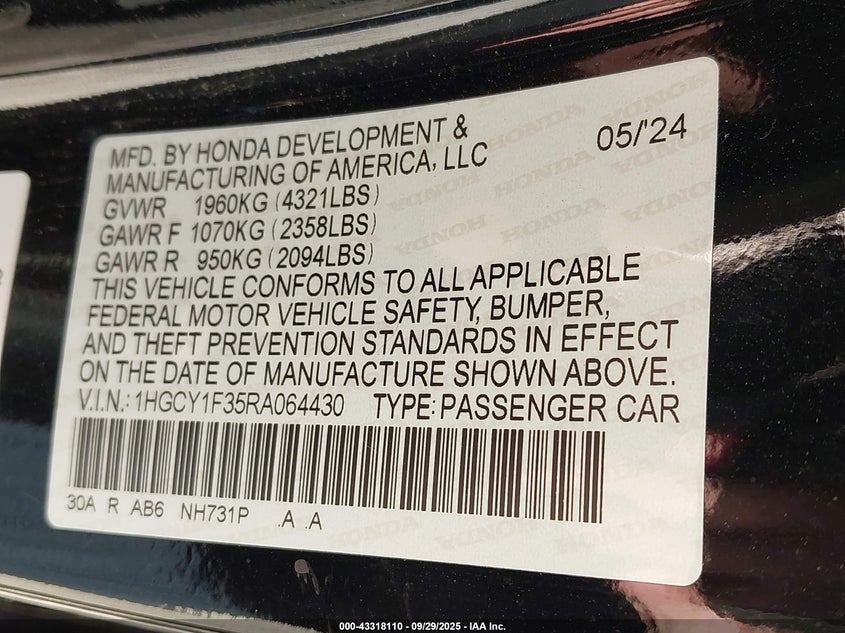 MFD. BY HONDA DEVELOPMENT &
MANUFACTURING OF AMERICA, LLC
05/'24
GVWR 1960KG (4321LBS)
GAWR F 1070KG (2358LBS)
GAWR R 950KG (2094LBS)
THIS VEHICLE CONFORMS TO ALL APPLICABLE
FEDERAL MOTOR VEHICLE SAFETY, BUMPER,
AND THEFT PREVENTION STANDARDS IN EFFECT
ON THE DATE OF MANUFACTURE SHOWN ABOVE.
V.I.N.: 1HGCY1F35RA064430 TYPE: PASSENGER CAR
30A R AB6 NH731P .A .A
000-43318110 - 09/29/2025 - IAA Inc.